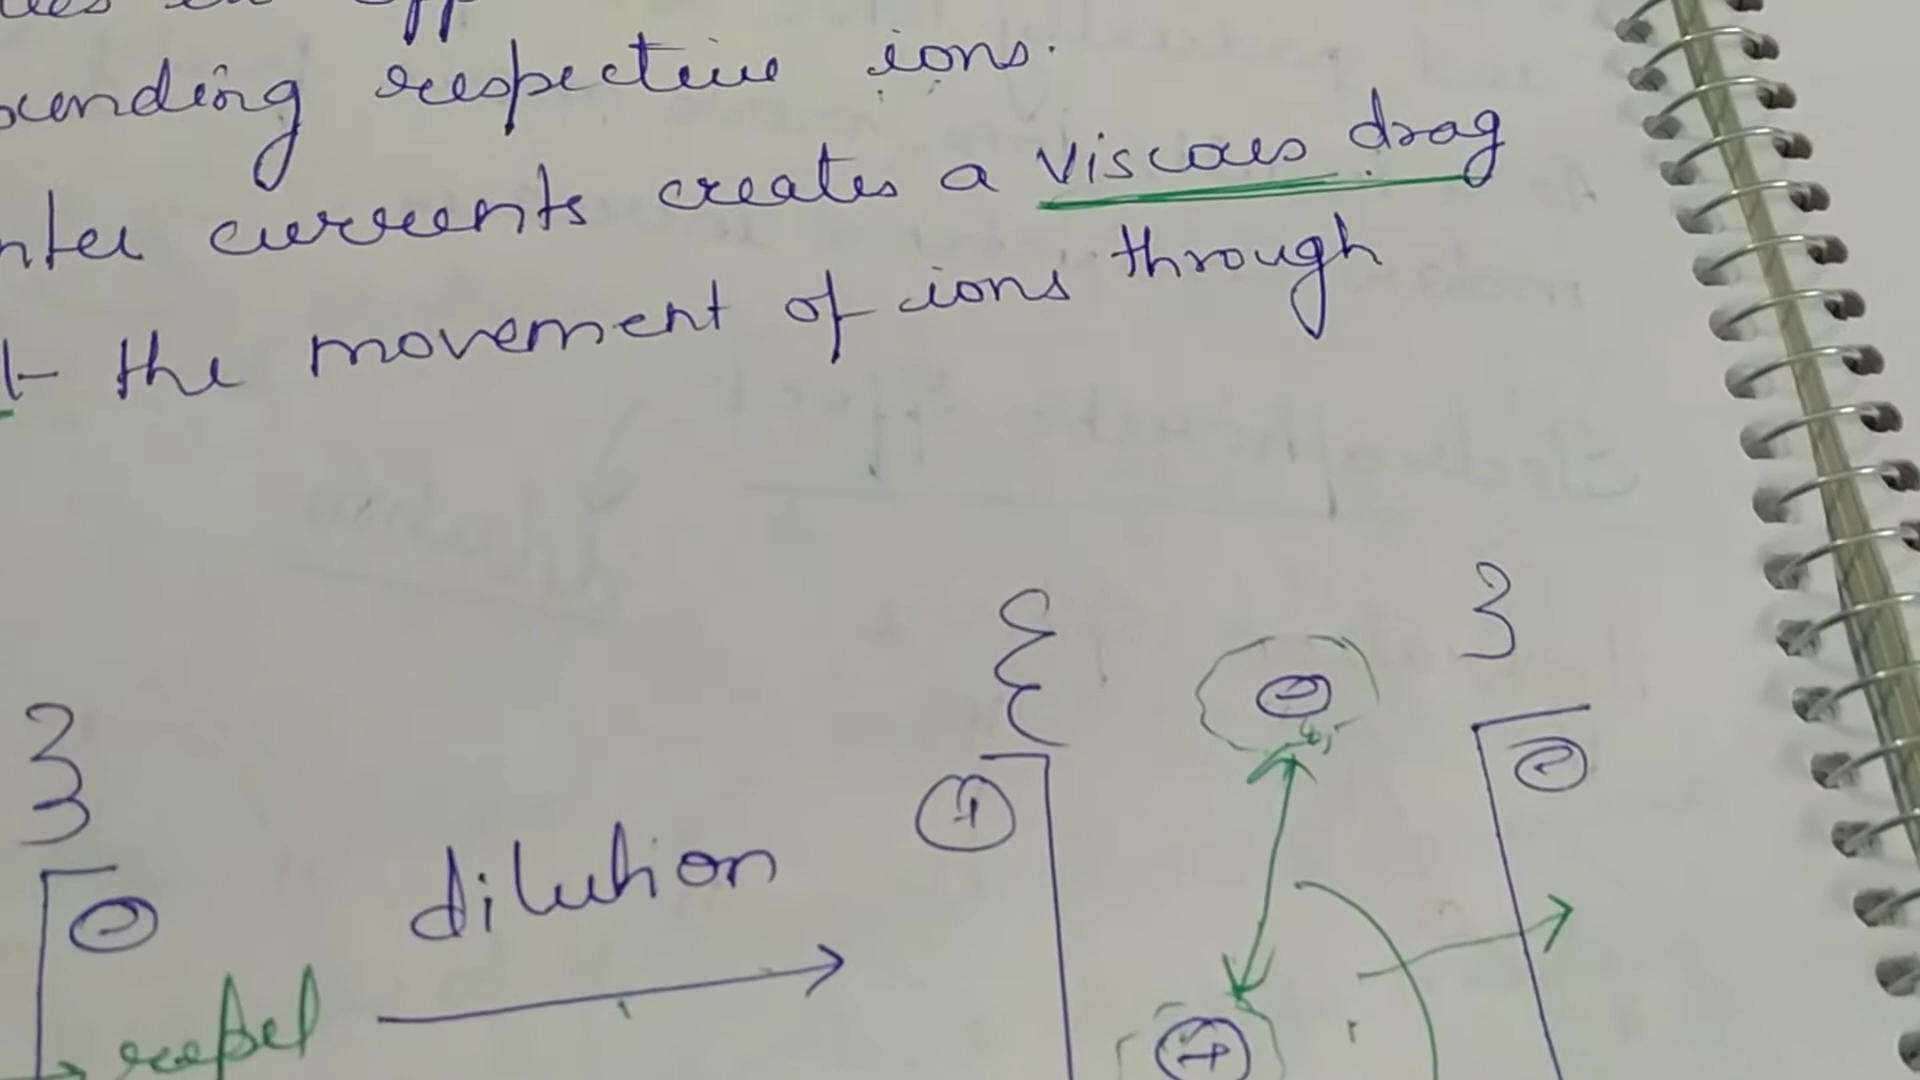 respective ions.
currents creates a viscous drag
the movement of ions through
dilution
repel